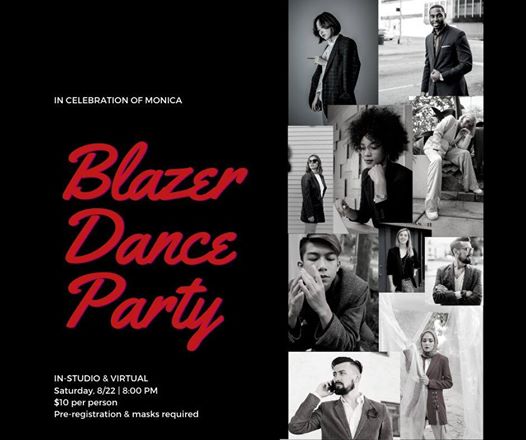 IN CELEBRATION OF MONICA
Blazer
Dance
Party
IN-STUDIO & VIRTUAL
Saturday, 8/22 | 8:00 PM
$10 per person
Pre-registration & masks required